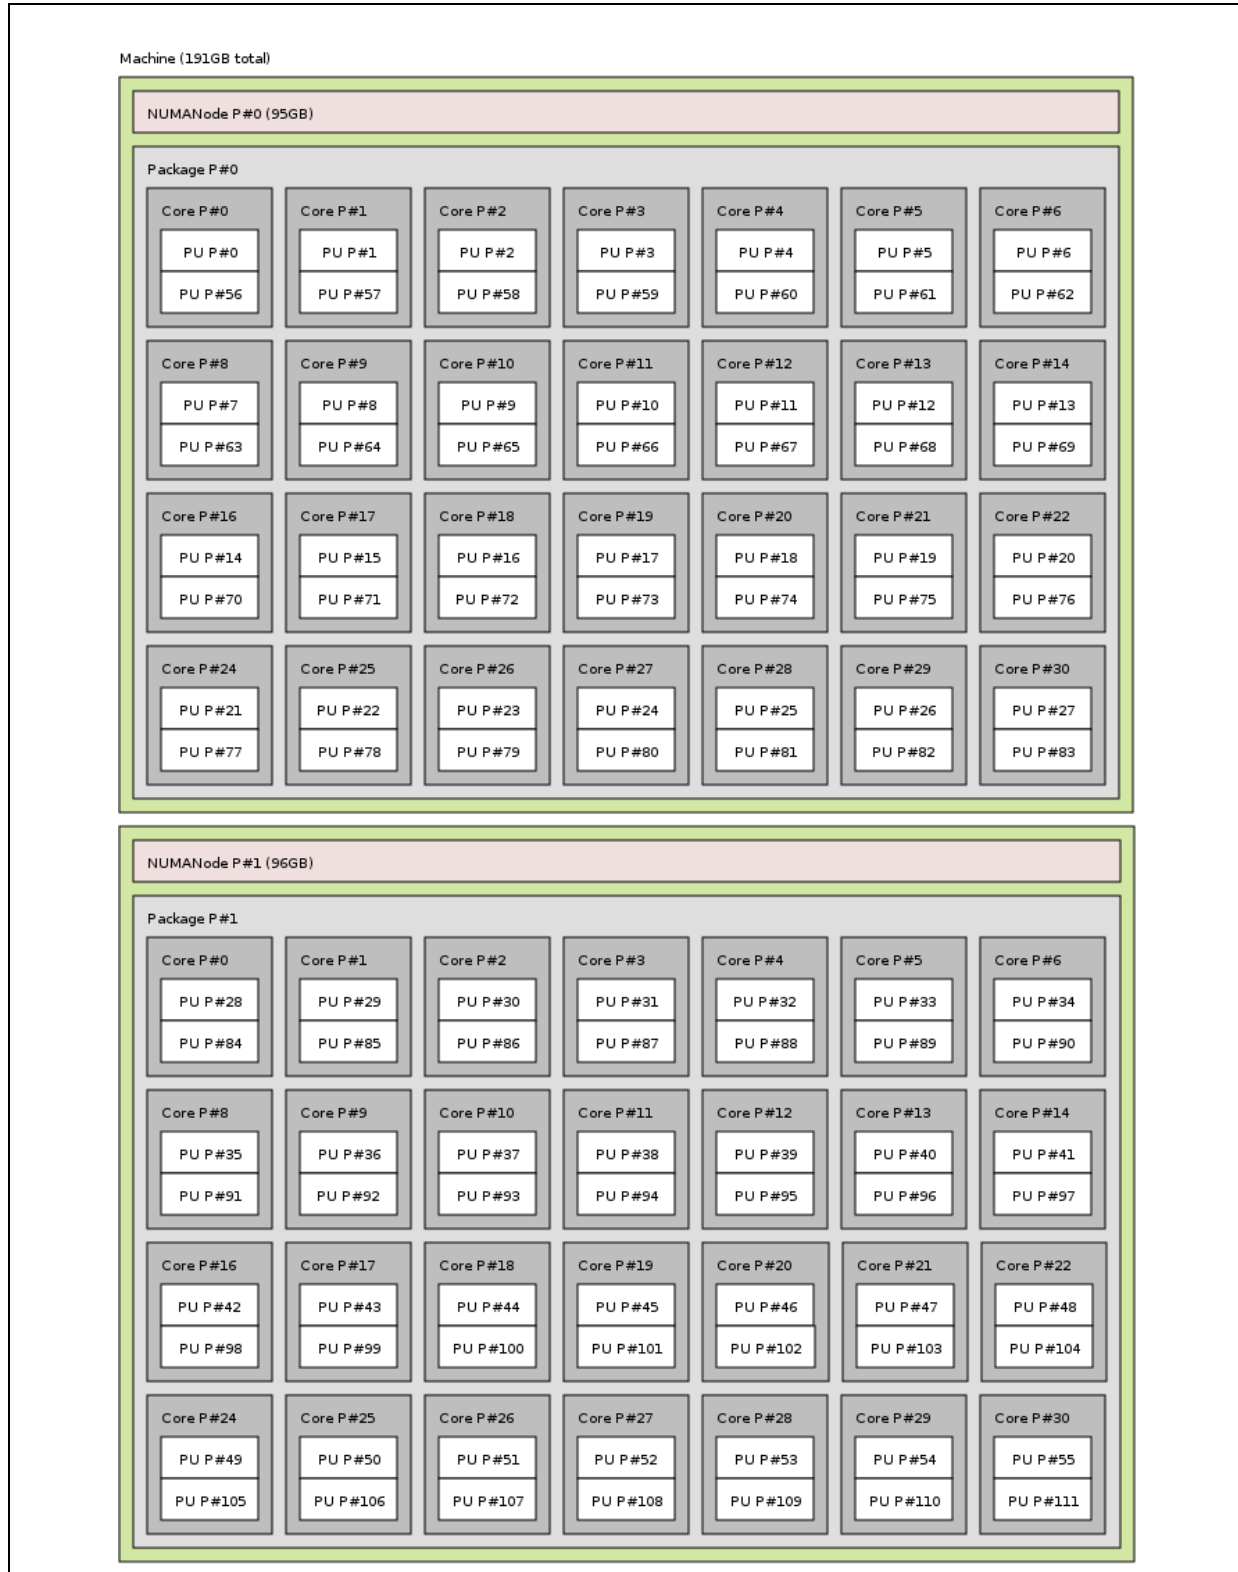 Machine (191GB total)
NUMANode P#0 (95GB)
Package P#0
Core P#0 Core P#1 Core P#2 Core P#3 Core P#4 Core P#5 Core P#6
PU P#0 PU P#1 PU P#2 PU P#3 PU P#4 PU P#5 PU P#6
PU P#56 PU P#57 PU P#58 PU P#59 PU P#60 PU P#61 PU P#62
Core P#8 Core P#9 Core P#10 Core P#11 Core P#12 Core P#13 Core P#14
PU P#7 PU P#8 PU P#9 PU P#10 PU P#11 PU P#12 PU P#13
PU P#63 PU P#64 PU P#65 PU P#66 PU P#67 PU P#68 PU P#69
Core P#16 Core P#17 Core P#18 Core P#19 Core P#20 Core P#21 Core P#22
PU P#14 PU P#15 PU P#16 PU P#17 PU P#18 PU P#19 PU P#20
PU P#70 PU P#71 PU P#72 PU P#73 PU P#74 PU P#75 PU P#76
Core P#24 Core P#25 Core P#26 Core P#27 Core P#28 Core P#29 Core P#30
PU P#21 PU P#22 PU P#23 PU P#24 PU P#25 PU P#26 PU P#27
PU P#77 PU P#78 PU P#79 PU P#80 PU P#81 PU P#82 PU P#83
NUMANode P#1 (96GB)
Package P#1
Core P#0 Core P#1 Core P#2 Core P#3 Core P#4 Core P#5 Core P#6
PU P#28 PU P#29 PU P#30 PU P#31 PU P#32 PU P#33 PU P#34
PU P#84 PU P#85 PU P#86 PU P#87 PU P#88 PU P#89 PU P#90
Core P#8 Core P#9 Core P#10 Core P#11 Core P#12 Core P#13 Core P#14
PU P#35 PU P#36 PU P#37 PU P#38 PU P#39 PU P#40 PU P#41
PU P#91 PU P#92 PU P#93 PU P#94 PU P#95 PU P#96 PU P#97
Core P#16 Core P#17 Core P#18 Core P#19 Core P#20 Core P#21 Core P#22
PU P#42 PU P#43 PU P#44 PU P#45 PU P#46 PU P#47 PU P#48
PU P#98 PU P#99 PU P#100 PU P#101 PU P#102 PU P#103 PU P#104
Core P#24 Core P#25 Core P#26 Core P#27 Core P#28 Core P#29 Core P#30
PU P#49 PU P#50 PU P#51 PU P#52 PU P#53 PU P#54 PU P#55
PU P#105 PU P#106 PU P#107 PU P#108 PU P#109 PU P#110 PU P#111